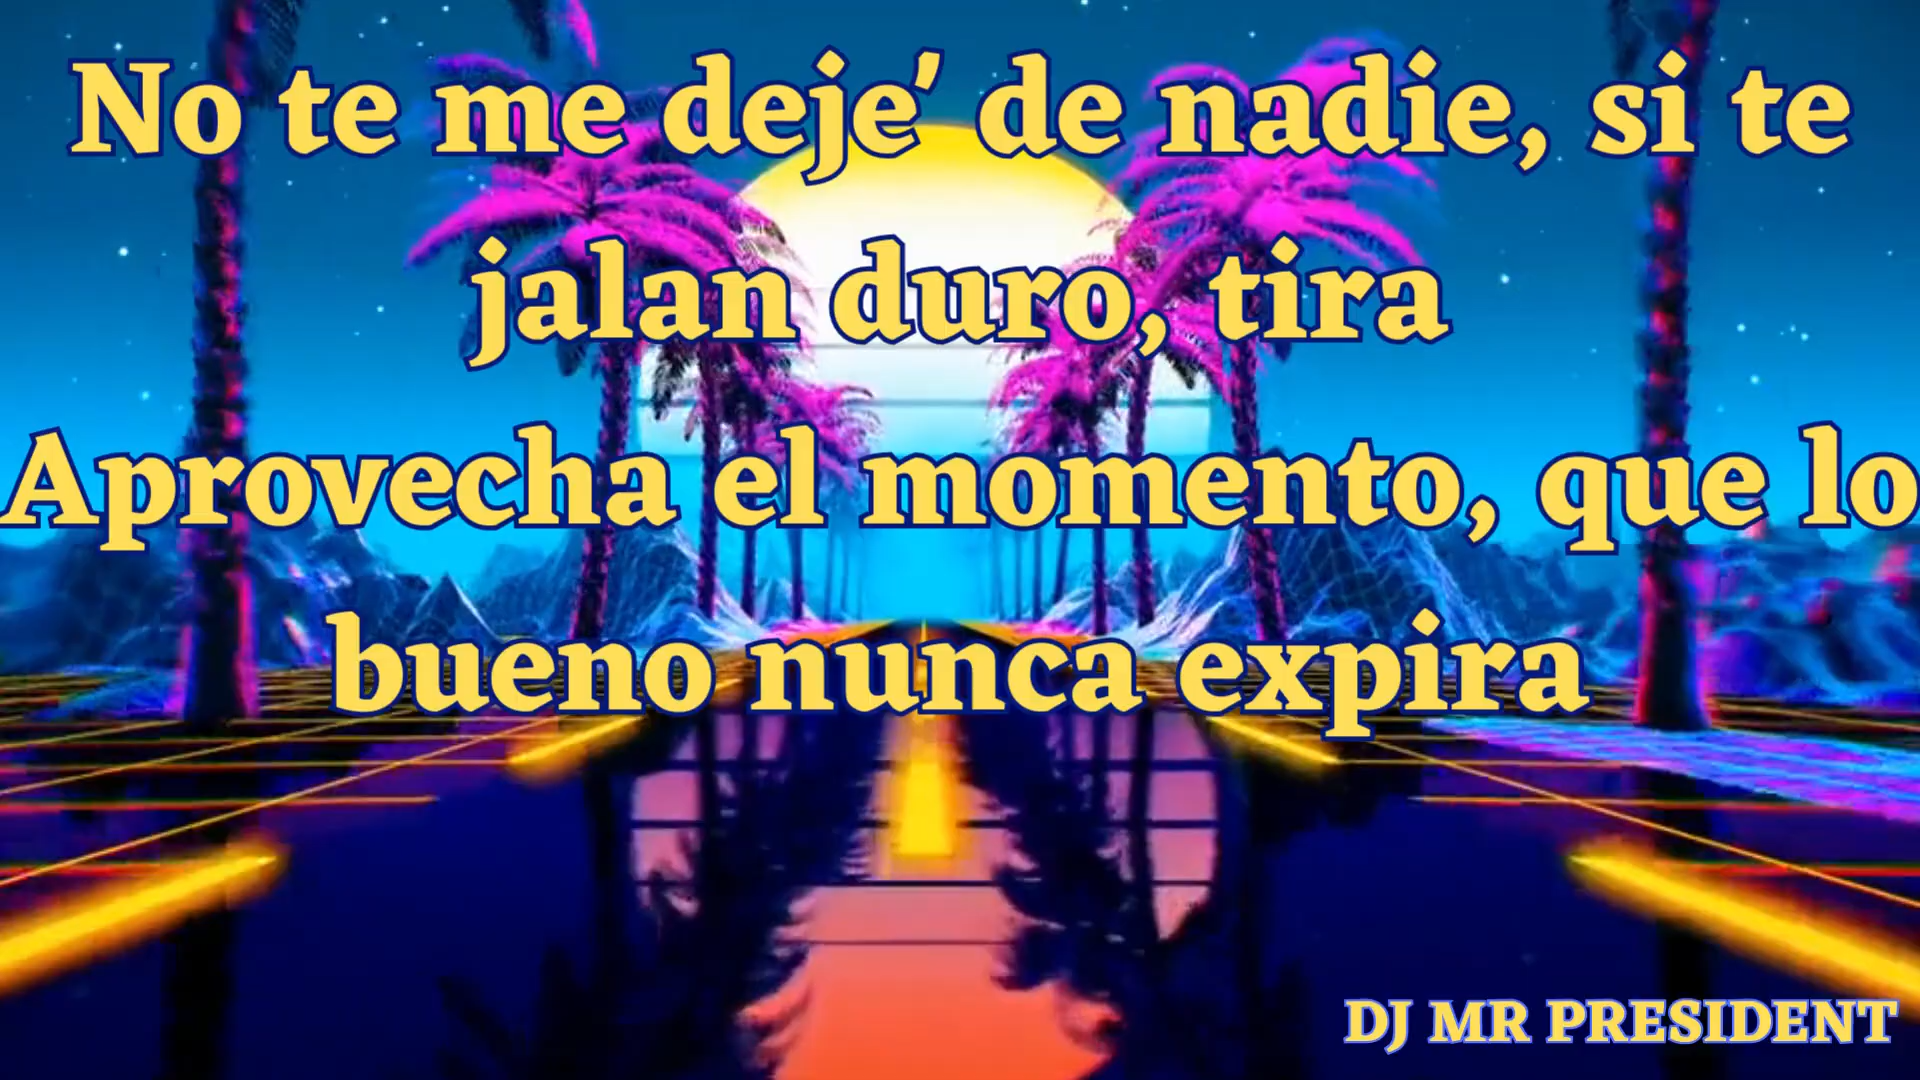 No te me deje' de nadie, si te
jalan duro, tira
Aprovecha el momento, que lo
bueno nunca expira
DJ MR PRESIDENT